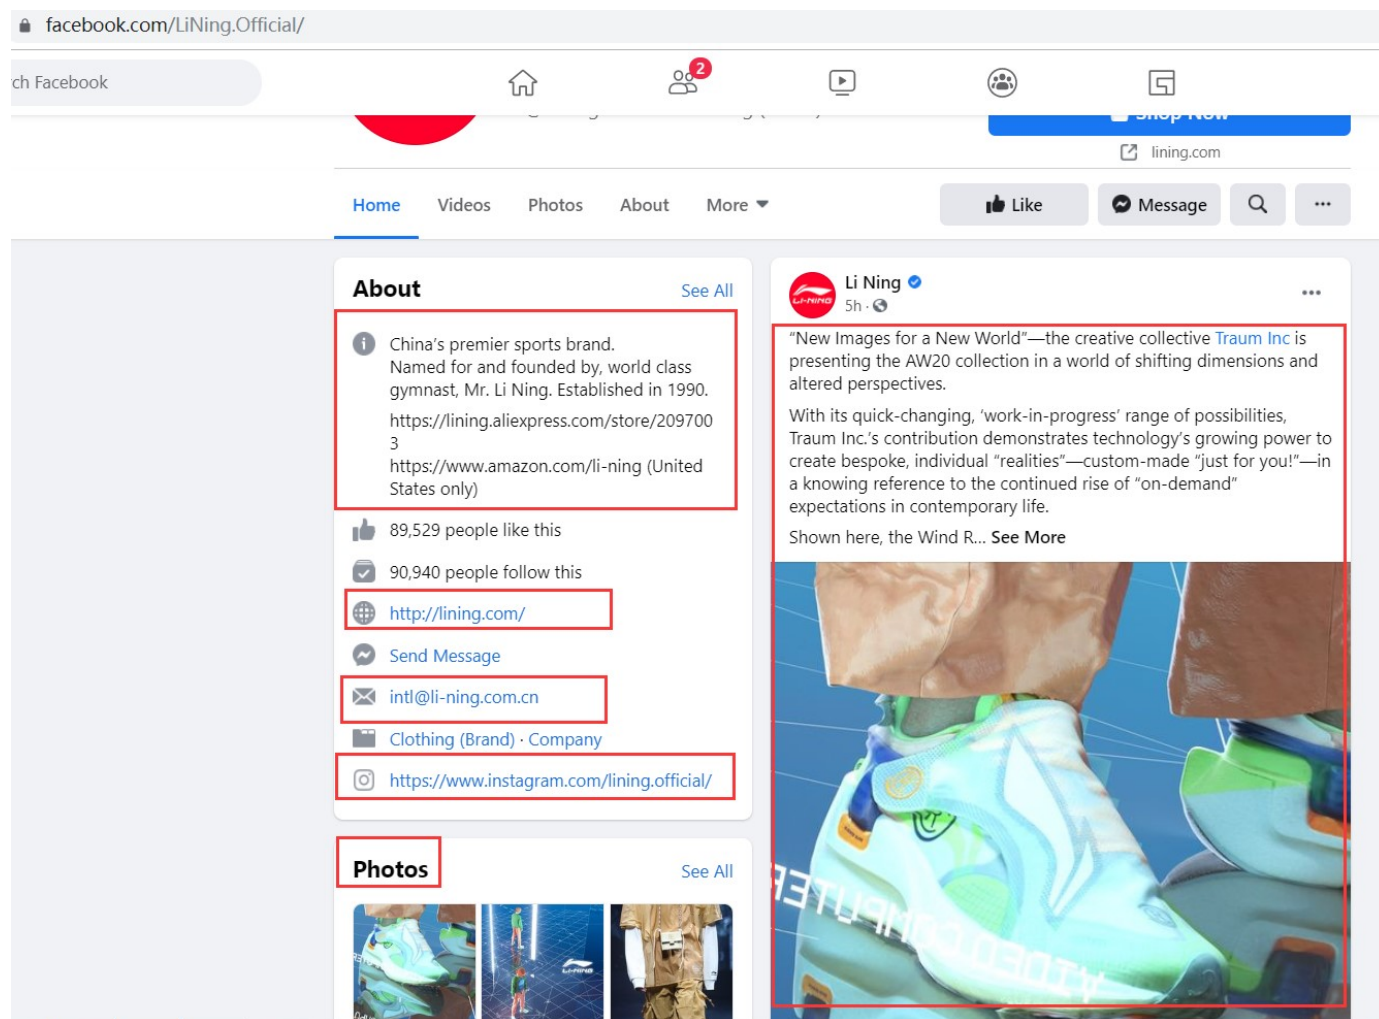 facebook.com/LiNing.Official/
ch Facebook
2
Shop Now
lining.com
Home
Videos
Photos
About
More
Like
Message
About
See All
China's premier sports brand.
Named for and founded by, world class
gymnast, Mr. Li Ning. Established in 1990.
https://lining.aliexpress.com/store/209700
3
https://www.amazon.com/li-ning (United
States only)
89,529 people like this
90,940 people follow this
http://lining.com/
Send Message
intl@li-ning.com.cn
Clothing (Brand) · Company
https://www.instagram.com/lining.official/
Photos
See All
LI-NING
LI-NING
Li Ning
5h ·
“New Images for a New World”—the creative collective Traum Inc is
presenting the AW20 collection in a world of shifting dimensions and
altered perspectives.
With its quick-changing, ‘work-in-progress’ range of possibilities,
Traum Inc.’s contribution demonstrates technology’s growing power to
create bespoke, individual “realities”—custom-made “just for you!”—in
a knowing reference to the continued rise of “on-demand”
expectations in contemporary life.
Shown here, the Wind R... See More
VIDEO COMPUTER